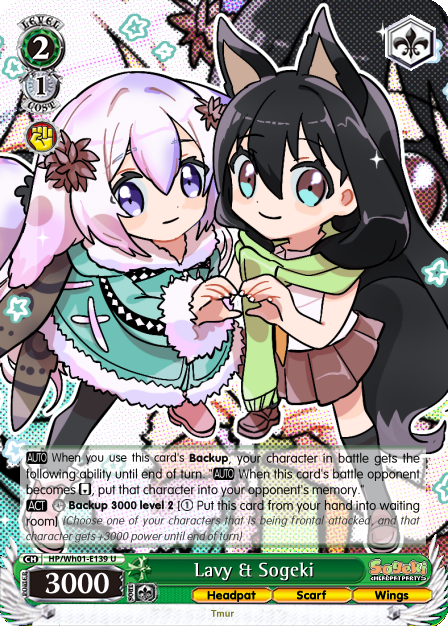 LEVEL
2
1
COST
AUTO When you use this card's Backup, your character in battle gets the
following ability until end of turn. "AUTO When this card's battle opponent
becomes [], put that character into your opponent's memory."
ACT Backup 3000 level 2 [① Put this card from your hand into waiting
room] (Choose one of your characters that is being frontal attacked, and that
character gets +3000 power until end of turn)
CH HP/Wh01-E139 U
POWER 3000 SOUL
Lavy & Sogeki
Sogeki
HEADPAT PARTY
Headpat Scarf Wings
Tmur